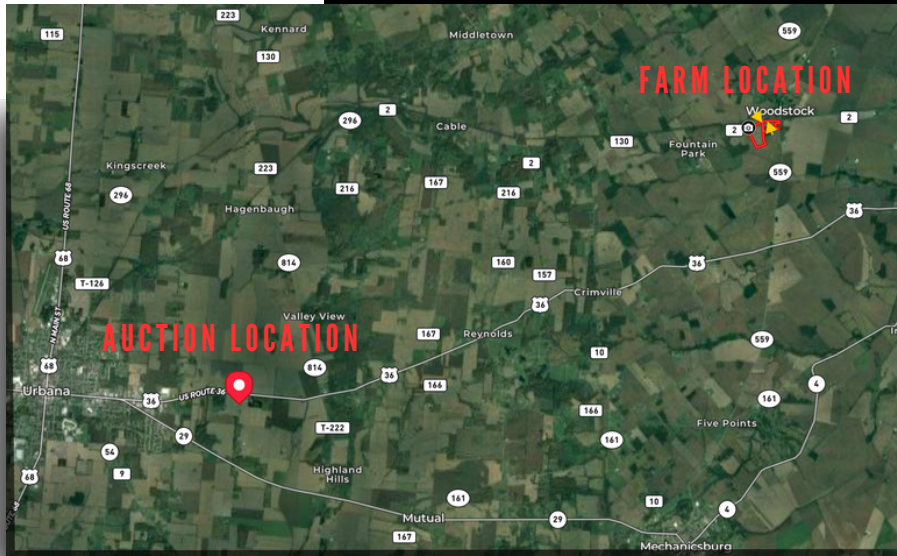 223
Kennard
115
Middletown
559
130
FARM LOCATION
Woodstock
2
296
Cable
2
2
130
Fountain
Park
Kingscreek
223
2
559
296
216
167
216
Hagenbaugh
US ROUTE 68
36
68
814
160
36
T-126
157
Crimville
N MAIN ST
Valley View
36
AUCTION LOCATION
167
Reynolds
559
10
68
814
36
4
Urbana
US ROUTE 36
166
36
161
166
T-222
Five Points
29
161
54
9
Highland
Hills
68
161
10
4
Mutual
29
167
Mechanicsburg